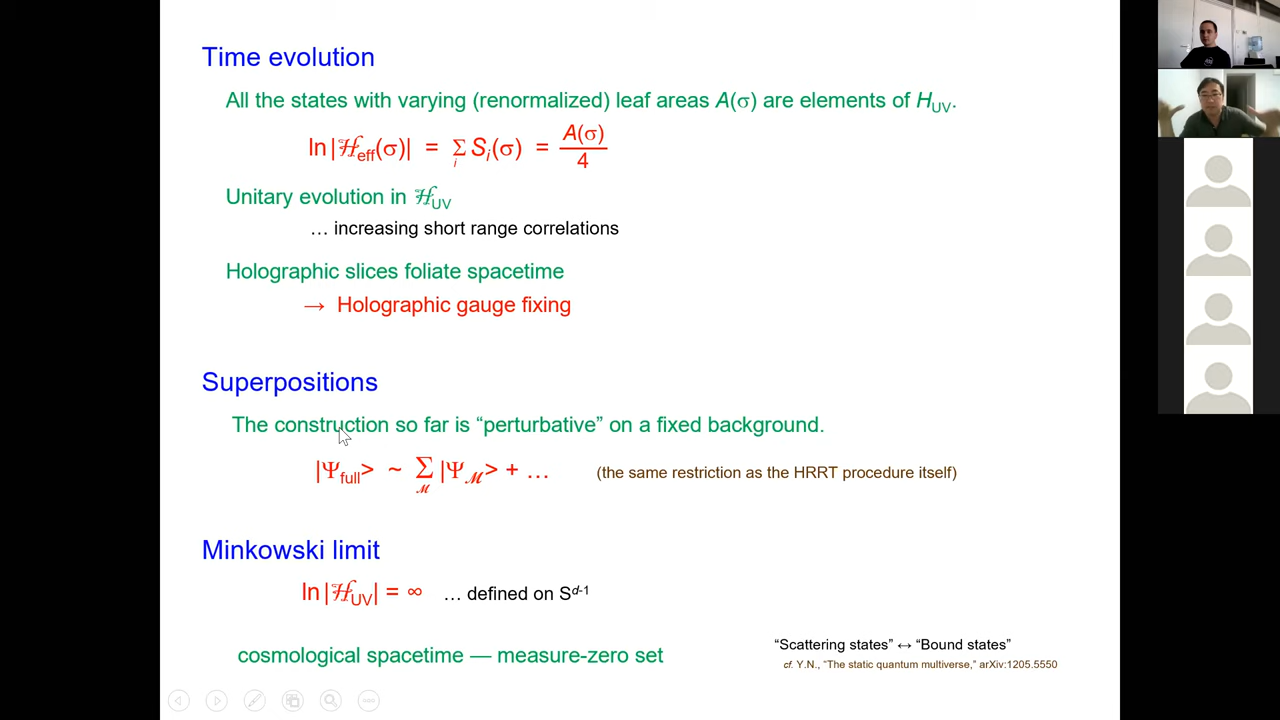 Time evolution
All the states with varying (renormalized) leaf areas A(σ) are elements of H_UV.
ln|ℋ_eff(σ)| = Σ_i S_i(σ) = A(σ)/4
Unitary evolution in ℋ_UV
… increasing short range correlations
Holographic slices foliate spacetime
→ Holographic gauge fixing
Superpositions
The construction so far is “perturbative” on a fixed background.
|Ψ_full> ~ Σ_ℳ |Ψ_ℳ> + … (the same restriction as the HRRT procedure itself)
Minkowski limit
ln|ℋ_UV| = ∞ … defined on S^d-1
cosmological spacetime — measure-zero set
“Scattering states” ↔ “Bound states”
cf. Y.N., “The static quantum multiverse,” arXiv:1205.5550